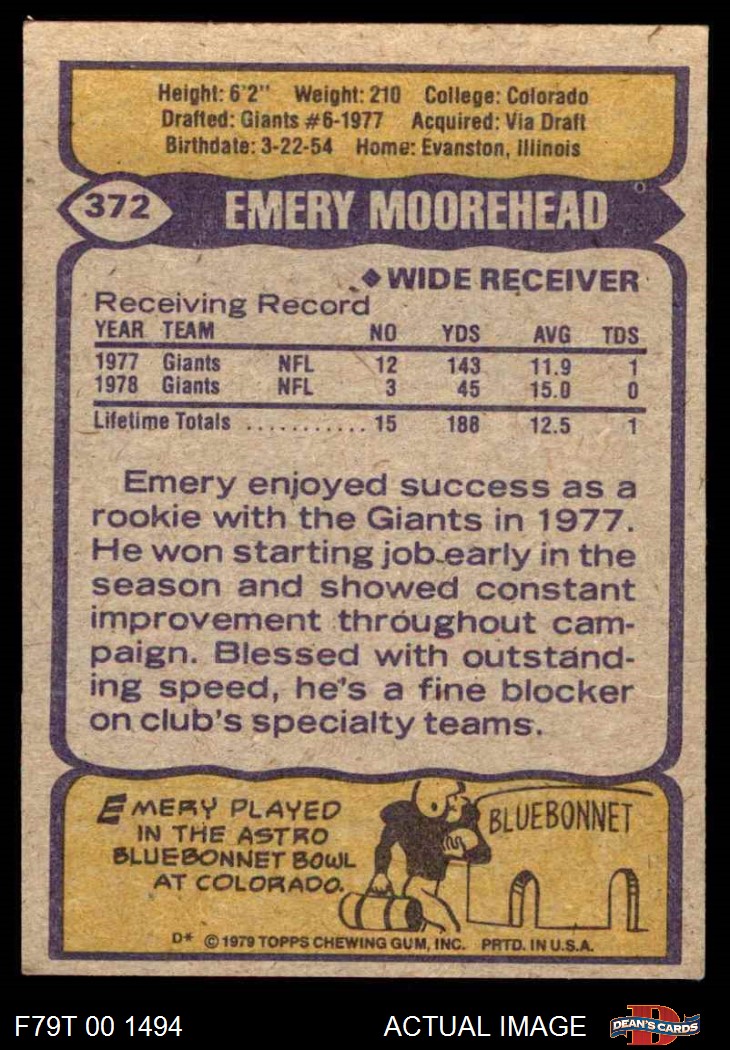 Height: 6'2" Weight: 210 College: Colorado
Drafted: Giants #6-1977 Acquired: Via Draft
Birthdate: 3-22-54 Home: Evanston, Illinois
372 EMERY MOOREHEAD
◆WIDE RECEIVER
Receiving Record
YEAR TEAM NO YDS AVG TDS
1977 Giants NFL 12 143 11.9 1
1978 Giants NFL 3 45 15.0 0
Lifetime Totals ........... 15 188 12.5 1
Emery enjoyed success as a
rookie with the Giants in 1977.
He won starting job early in the
season and showed constant
improvement throughout cam-
paign. Blessed with outstand-
ing speed, he's a fine blocker
on club's specialty teams.
EMERY PLAYED
IN THE ASTRO
BLUEBONNET BOWL
AT COLORADO.
BLUEBONNET
D* © 1979 TOPPS CHEWING GUM, INC. PRTD. IN U.S.A.
F79T 00 1494 ACTUAL IMAGE D DEAN'S CARDS